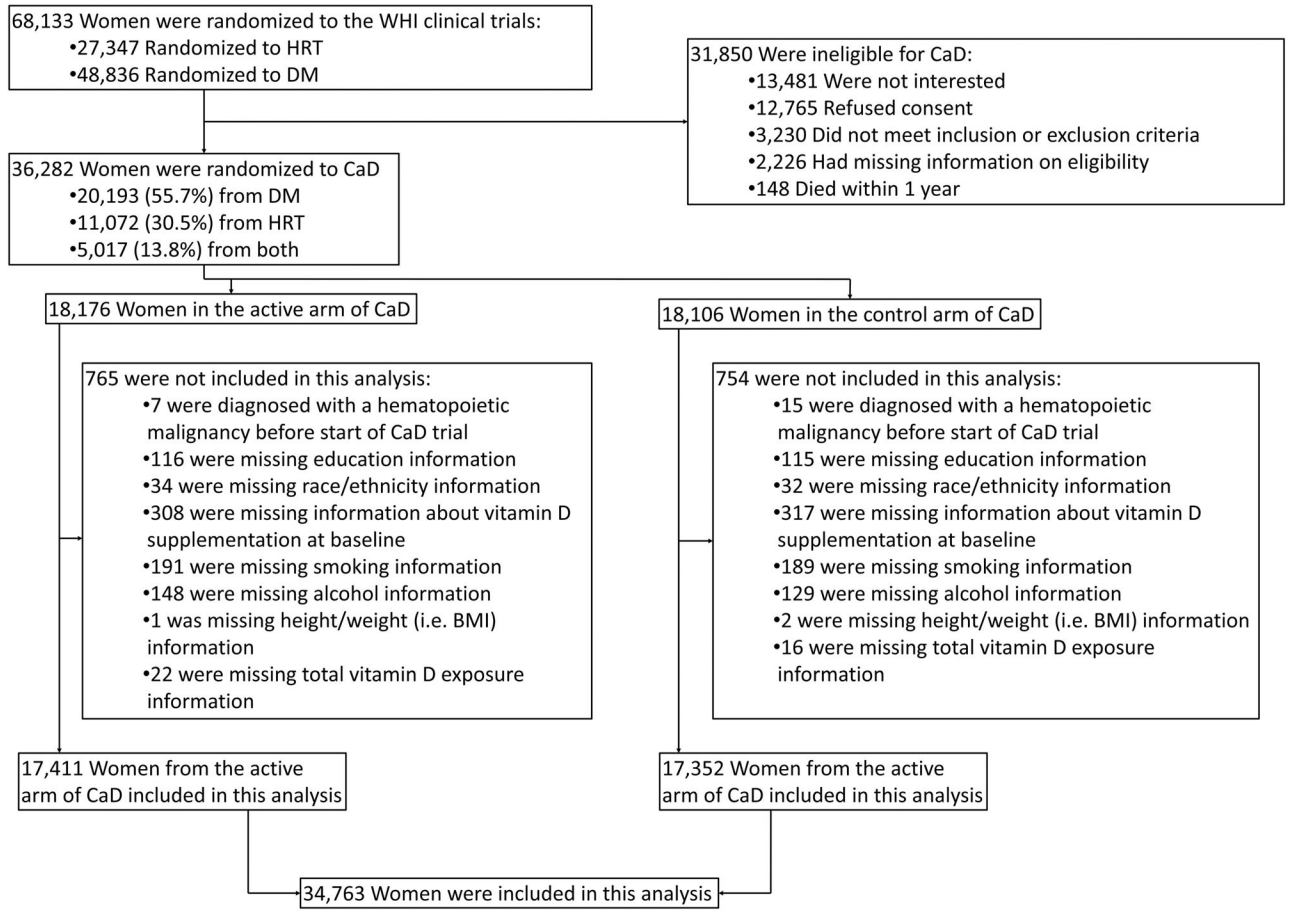 68,133 Women were randomized to the WHI clinical trials:
•27,347 Randomized to HRT
•48,836 Randomized to DM
31,850 Were ineligible for CaD:
•13,481 Were not interested
•12,765 Refused consent
•3,230 Did not meet inclusion or exclusion criteria
•2,226 Had missing information on eligibility
•148 Died within 1 year
36,282 Women were randomized to CaD
•20,193 (55.7%) from DM
•11,072 (30.5%) from HRT
•5,017 (13.8%) from both
18,176 Women in the active arm of CaD
18,106 Women in the control arm of CaD
765 were not included in this analysis:
•7 were diagnosed with a hematopoietic
malignancy before start of CaD trial
•116 were missing education information
•34 were missing race/ethnicity information
•308 were missing information about vitamin D
supplementation at baseline
•191 were missing smoking information
•148 were missing alcohol information
•1 was missing height/weight (i.e. BMI)
information
•22 were missing total vitamin D exposure
information
754 were not included in this analysis:
•15 were diagnosed with a hematopoietic
malignancy before start of CaD trial
•115 were missing education information
•32 were missing race/ethnicity information
•317 were missing information about vitamin D
supplementation at baseline
•189 were missing smoking information
•129 were missing alcohol information
•2 were missing height/weight (i.e. BMI) information
•16 were missing total vitamin D exposure
information
17,411 Women from the active
arm of CaD included in this analysis
17,352 Women from the active
arm of CaD included in this analysis
34,763 Women were included in this analysis